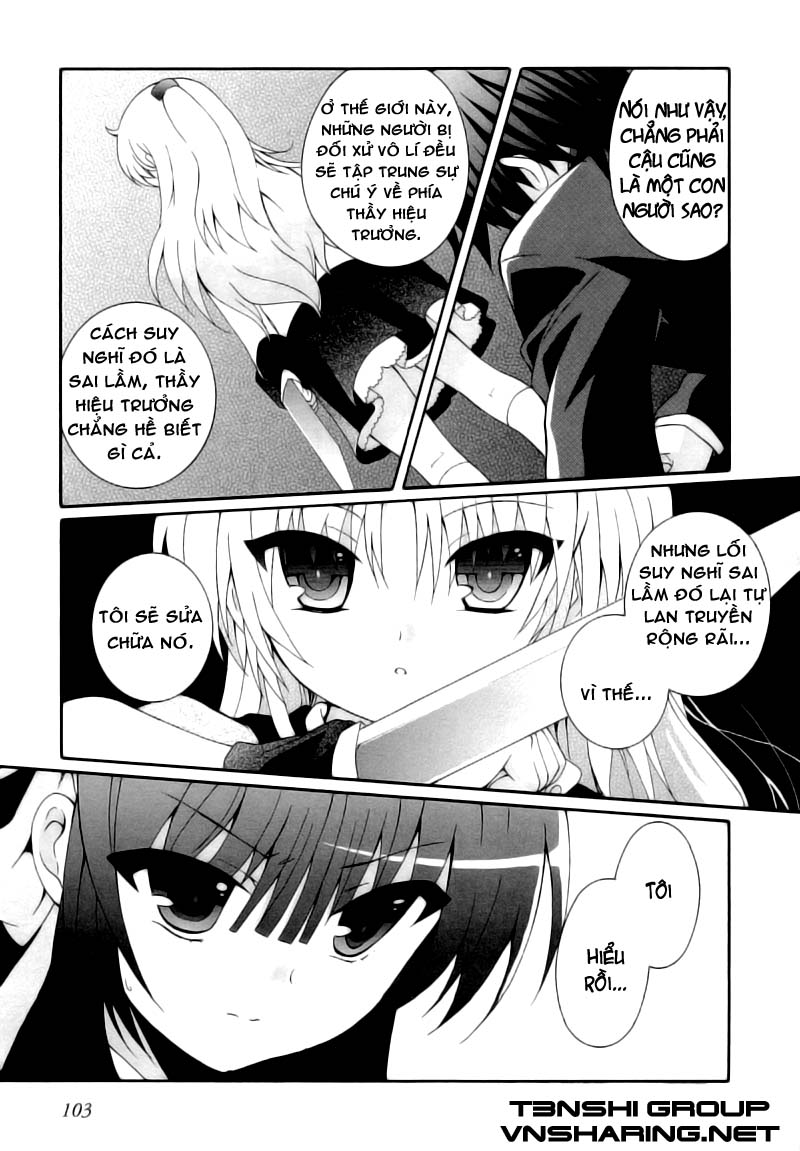 NÓI NHƯ VẬY,
CHẲNG PHẢI
CẬU CŨNG
LÀ MỘT CON
NGƯỜI SAO?
Ở THẾ GIỚI NÀY,
NHỮNG NGƯỜI BỊ
ĐỐI XỬ VÔ LÍ ĐỀU
SẼ TẬP TRUNG SỰ
CHÚ Ý VỀ PHÍA
THẦY HIỆU
TRƯỞNG.
CÁCH SUY
NGHĨ ĐÓ LÀ
SAI LẦM, THẦY
HIỆU TRƯỞNG
CHẲNG HỀ BIẾT
GÌ CẢ.
NHƯNG LỐI
SUY NGHĨ SAI
LẦM ĐÓ LẠI TỰ
LAN TRUYỀN
RỘNG RÃI...
VÌ THẾ...
TÔI SẼ SỬA
CHỮA NÓ.
TÔI
HIỂU
RỒI...
103
T3NSHI GROUP
VNSHARING.NET